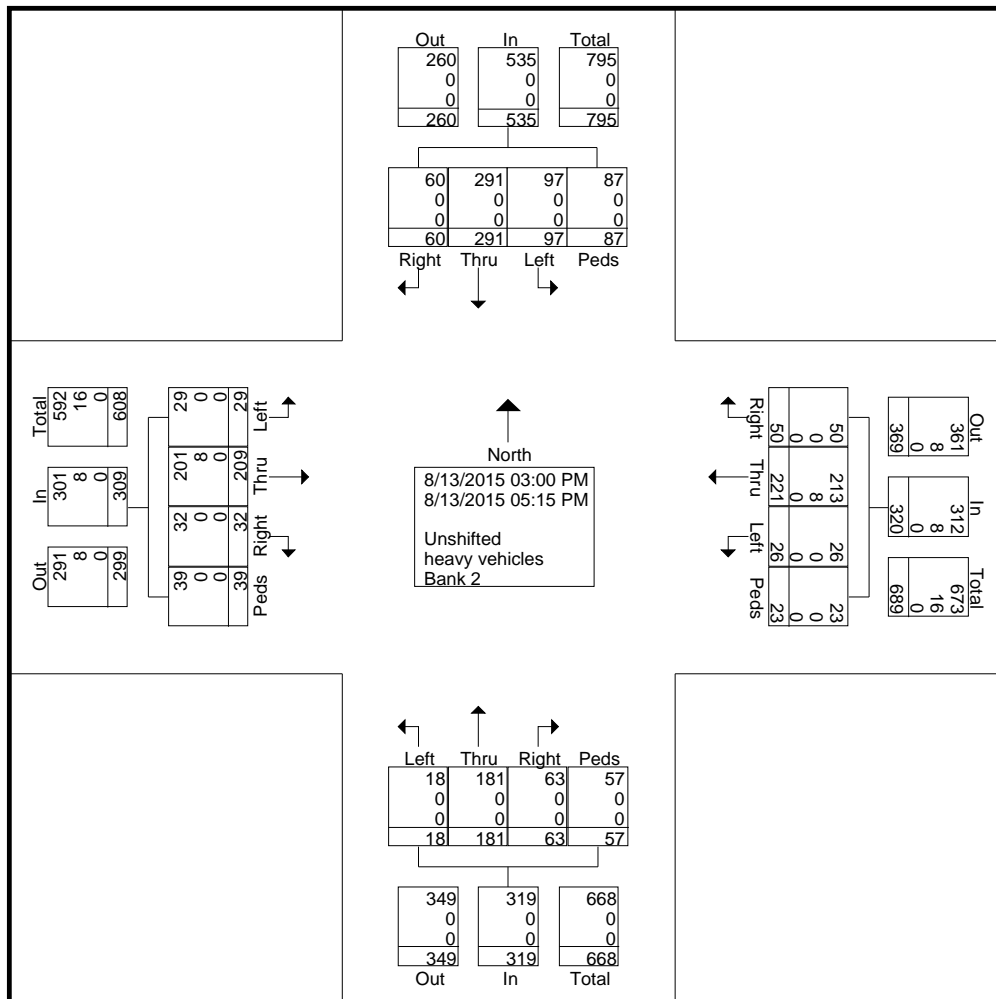 Out In Total
260 535 795
0 0 0
0 0 0
260 535 795
60 291 97 87
0 0 0 0
0 0 0 0
60 291 97 87
Right Thru Left Peds
Total
592 16 0 608
In
301 8 0 309
Out
291 8 0 299
29 0 0 29
Left
201 8 0 209
Thru
32 0 0 32
Right
39 0 0 39
Peds
North
8/13/2015 03:00 PM
8/13/2015 05:15 PM
Unshifted
heavy vehicles
Bank 2
Right
50 0 0 50
Thru
213 8 0 221
Left
26 0 0 26
Peds
23 0 0 23
Out
361 8 0 369
In
312 8 0 320
Total
673 16 0 689
Left Thru Right Peds
18 181 63 57
0 0 0 0
0 0 0 0
18 181 63 57
349 319 668
0 0 0
0 0 0
349 319 668
Out In Total